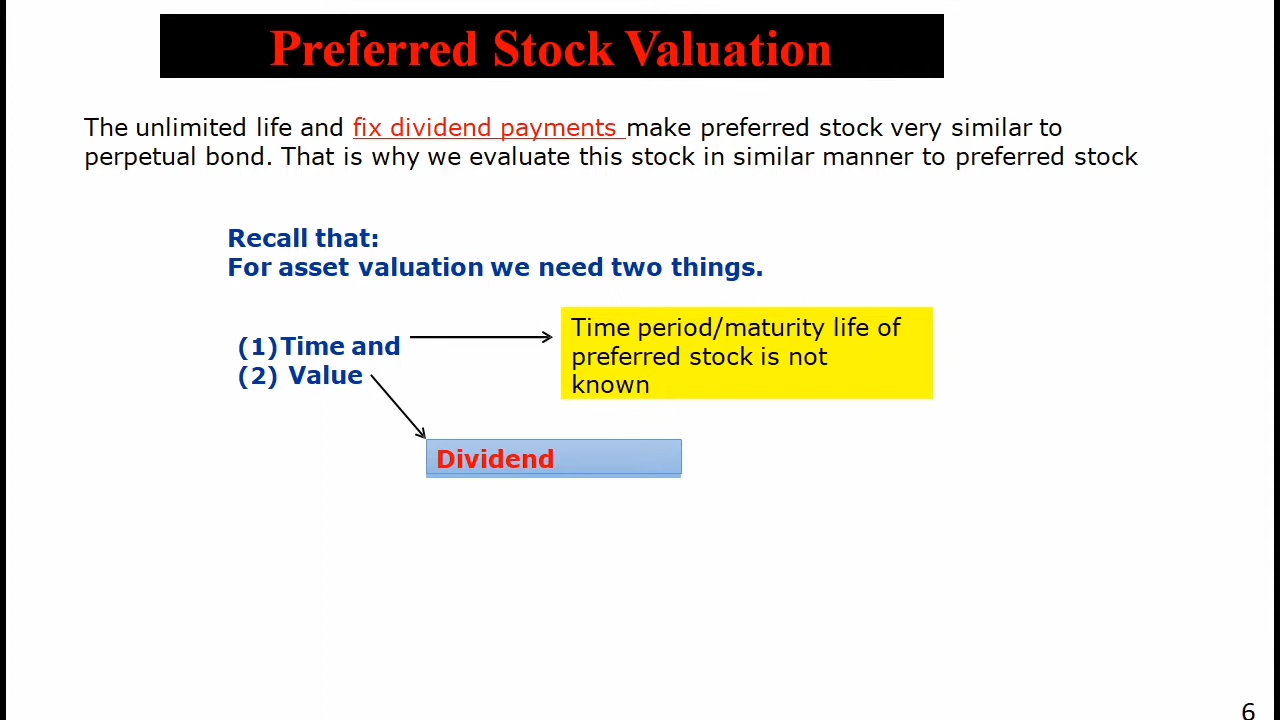 Preferred Stock Valuation
The unlimited life and fix dividend payments make preferred stock very similar to
perpetual bond. That is why we evaluate this stock in similar manner to preferred stock
Recall that:
For asset valuation we need two things.
(1)Time and
(2) Value
Time period/maturity life of
preferred stock is not
known
Dividend
6